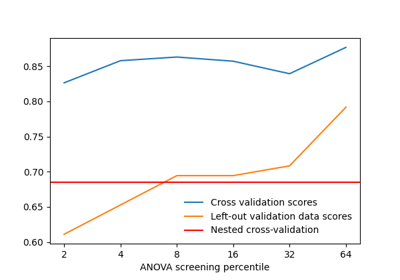 0.85
0.80
0.75
0.70
0.65
0.60
Cross validation scores
Left-out validation data scores
Nested cross-validation
2 4 8 16 32 64
ANOVA screening percentile